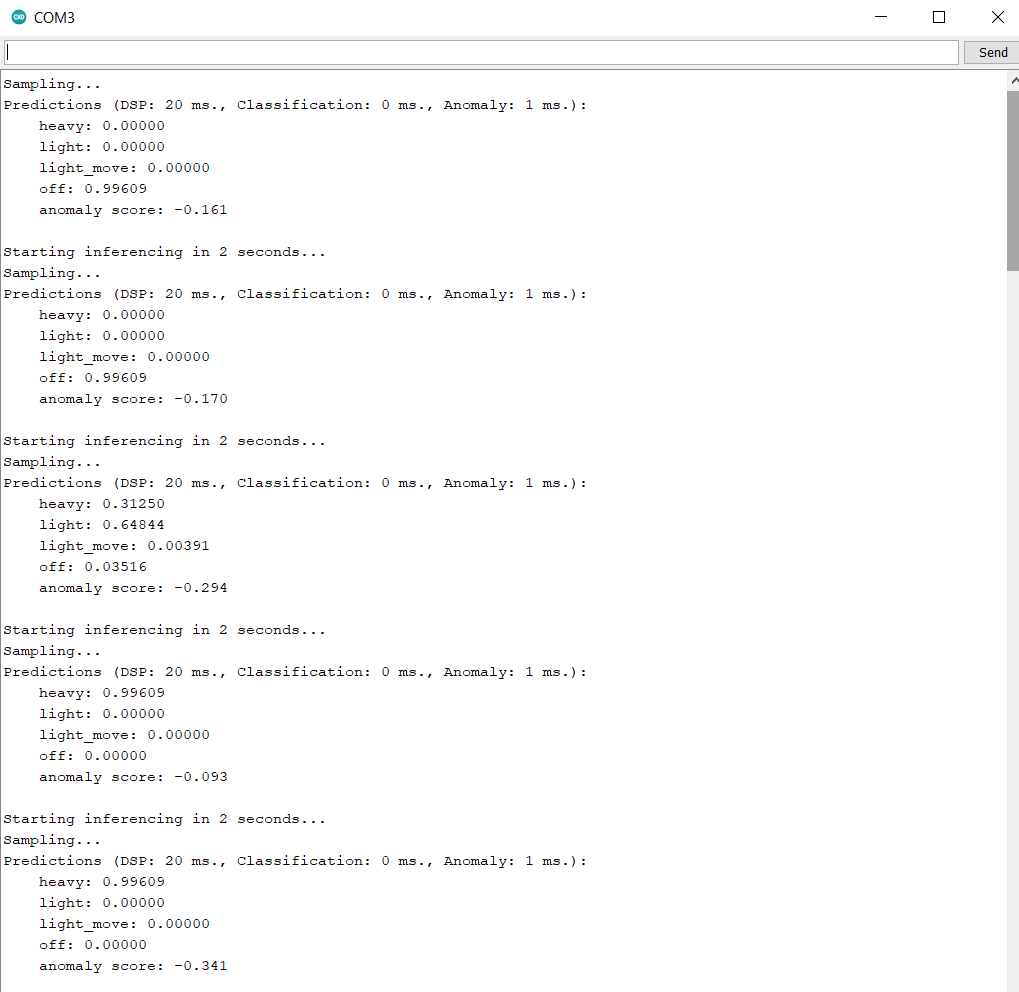 COM3
Send
Sampling...
Predictions (DSP: 20 ms., Classification: 0 ms., Anomaly: 1 ms.):
heavy: 0.00000
light: 0.00000
light_move: 0.00000
off: 0.99609
anomaly score: -0.161
Starting inferencing in 2 seconds...
Sampling...
Predictions (DSP: 20 ms., Classification: 0 ms., Anomaly: 1 ms.):
heavy: 0.00000
light: 0.00000
light_move: 0.00000
off: 0.99609
anomaly score: -0.170
Starting inferencing in 2 seconds...
Sampling...
Predictions (DSP: 20 ms., Classification: 0 ms., Anomaly: 1 ms.):
heavy: 0.31250
light: 0.64844
light_move: 0.00391
off: 0.03516
anomaly score: -0.294
Starting inferencing in 2 seconds...
Sampling...
Predictions (DSP: 20 ms., Classification: 0 ms., Anomaly: 1 ms.):
heavy: 0.99609
light: 0.00000
light_move: 0.00000
off: 0.00000
anomaly score: -0.093
Starting inferencing in 2 seconds...
Sampling...
Predictions (DSP: 20 ms., Classification: 0 ms., Anomaly: 1 ms.):
heavy: 0.99609
light: 0.00000
light_move: 0.00000
off: 0.00000
anomaly score: -0.341